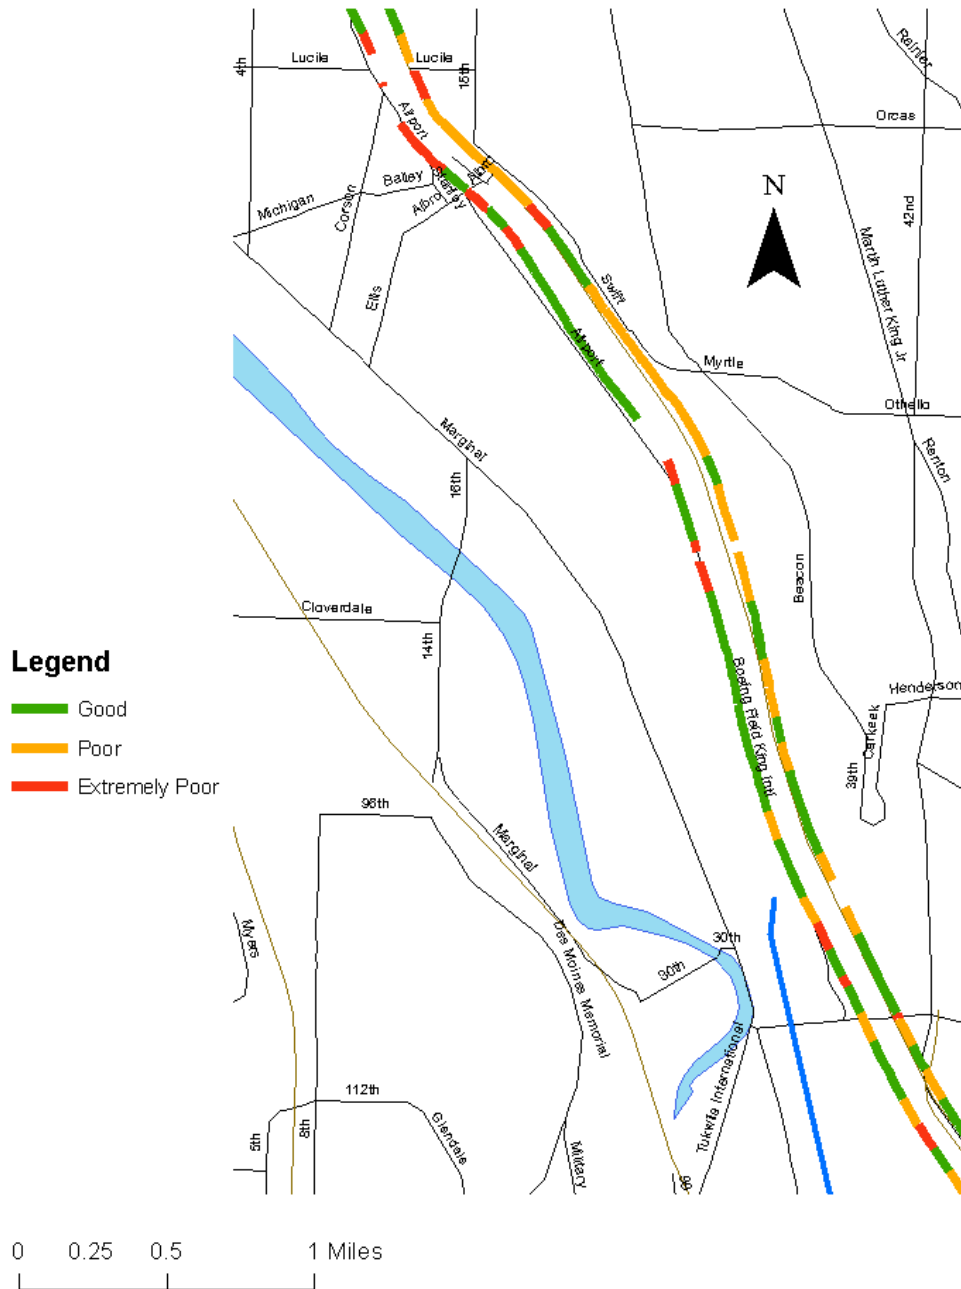 Lucile
Lucile
4th
15th
Rainier
Orcas
Airport
Albro
Bailey
Stanley
Albro
Michigan
Corson
N
42nd
Martin Luther King Jr
Ellis
Swift
Airport
Myrtle
Othello
Marginal
Renton
16th
Beacon
Cloverdale
14th
Legend
Good
Poor
Extremely Poor
Boeing Field King Intl
Henderson
Carkeek
39th
96th
Marginal
Myers
Des Moines Memorial
30th
30th
Tukwila International
112th
5th
8th
Glendale
Military
99
0 0.25 0.5 1 Miles